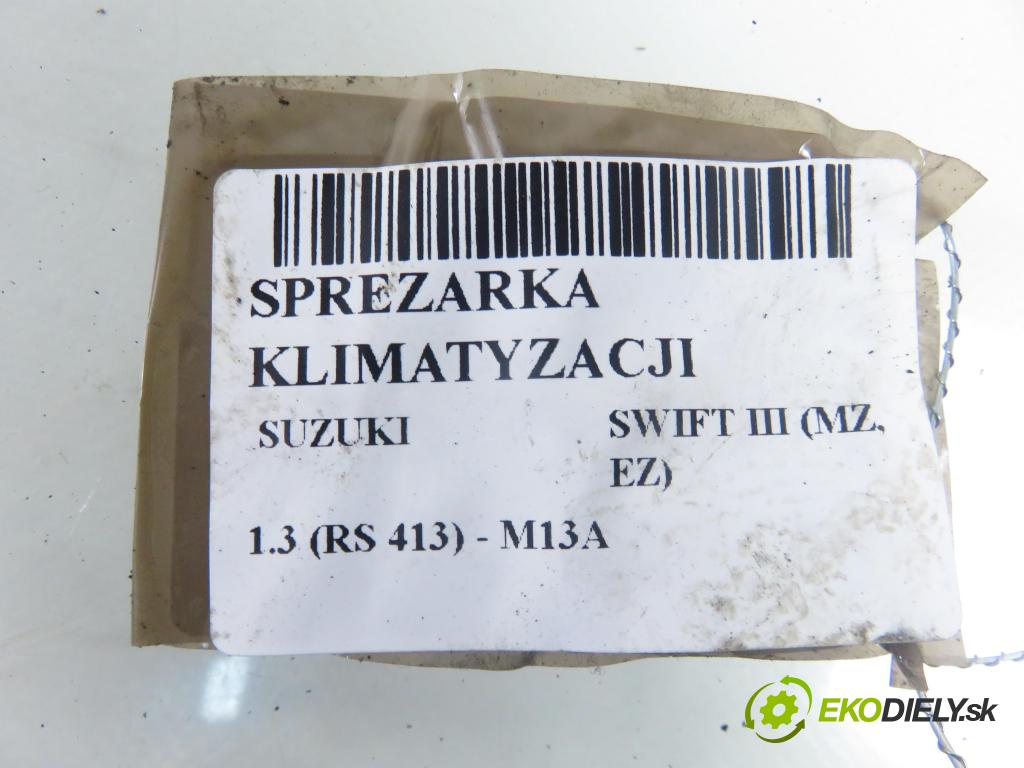 SPREZARKA
KLIMATYZACJI
SUZUKI SWIFT III (MZ,
EZ)
1.3 (RS 413) - M13A
EKODIELY.sk